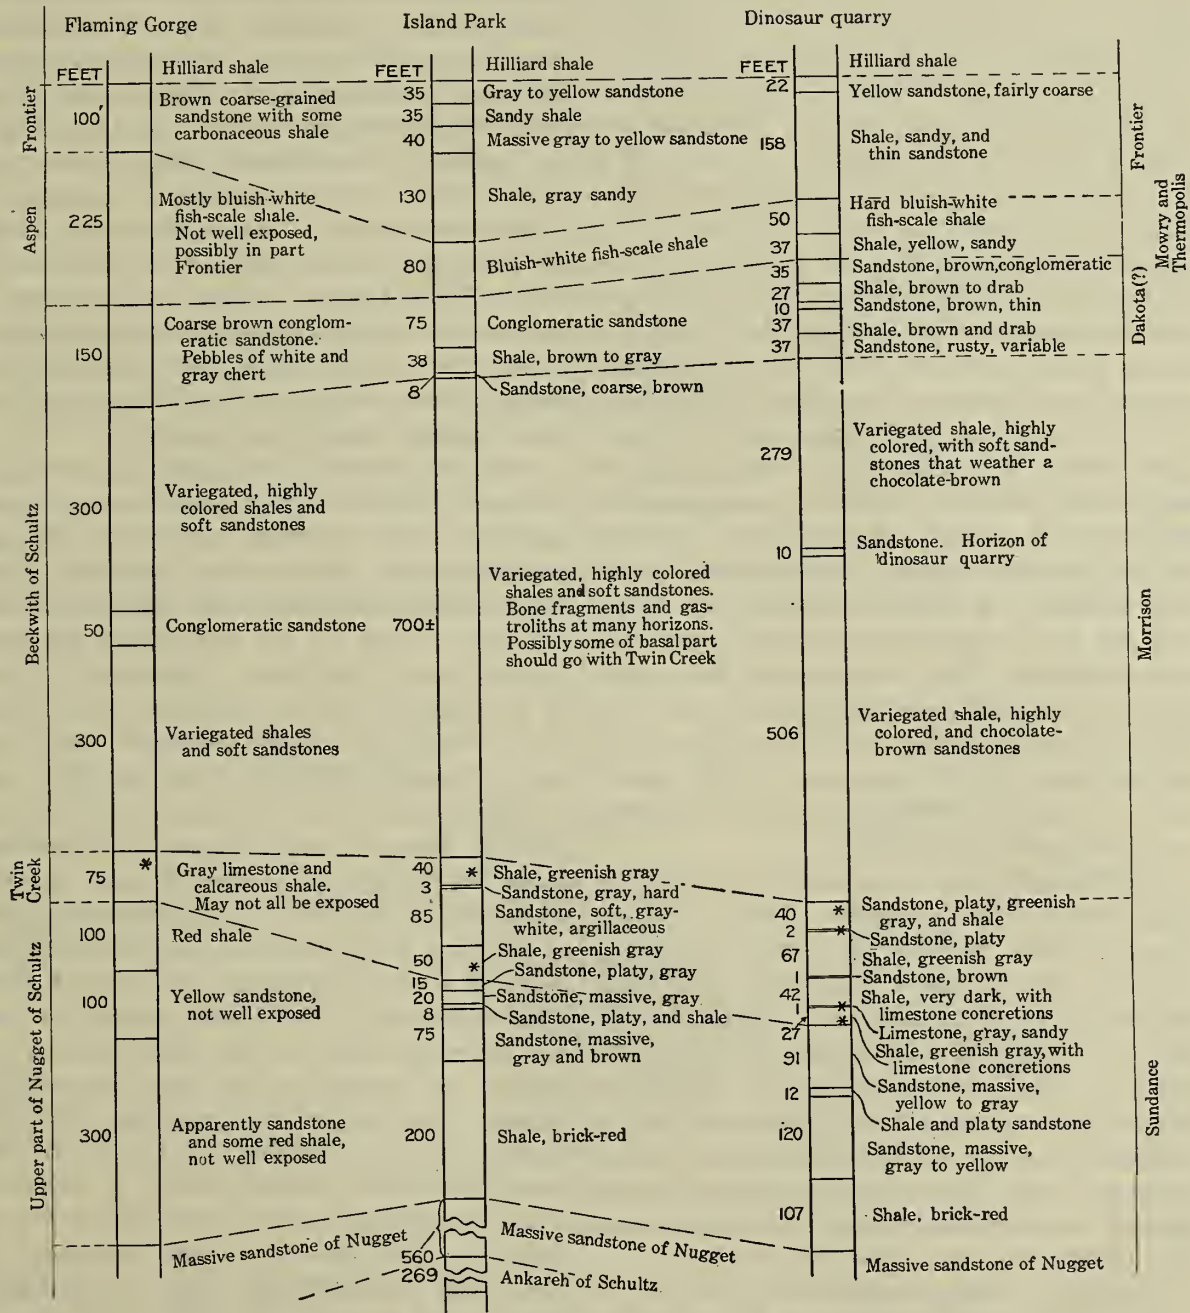 Flaming Gorge
Island Park
Dinosaur quarry
FEET
Hilliard shale
FEET
Hilliard shale
FEET
Hilliard shale
Frontier
100'
Brown coarse-grained
sandstone with some
carbonaceous shale
Aspen
225
Mostly bluish-white
fish-scale shale.
Not well exposed,
possibly in part
Frontier
150
Coarse brown conglom-
eratic sandstone.
Pebbles of white and
gray chert
Beckwith of Schultz
300
Variegated, highly
colored shales and
soft sandstones
50
Conglomeratic sandstone
300
Variegated shales
and soft sandstones
Twin
Creek
75
*
Gray limestone and
calcareous shale.
May not all be exposed
Upper part of Nugget of Schultz
100
Red shale
100
Yellow sandstone,
not well exposed
300
Apparently sandstone
and some red shale,
not well exposed
Massive sandstone of Nugget
35
Gray to yellow sandstone
35
Sandy shale
40
Massive gray to yellow sandstone
130
Shale, gray sandy
80
Bluish-white fish-scale shale
75
Conglomeratic sandstone
38
Shale, brown to gray
8
Sandstone, coarse, brown
700±
Variegated, highly colored
shales and soft sandstones.
Bone fragments and gas-
troliths at many horizons.
Possibly some of basal part
should go with Twin Creek
40
*
Shale, greenish gray
3
Sandstone, gray, hard
85
Sandstone, soft, gray-
white, argillaceous
50
*
Shale, greenish gray
15
Sandstone, platy, gray
20
Sandstone, massive, gray
8
Sandstone, platy, and shale
75
Sandstone, massive,
gray and brown
200
Shale, brick-red
560
Massive sandstone of Nugget
269
Ankareh of Schultz
22
Yellow sandstone, fairly coarse
158
Shale, sandy, and
thin sandstone
Frontier
50
Hard bluish-white
fish-scale shale
37
Shale, yellow, sandy
Mowry and
Thermopolis
35
Sandstone, brown, conglomeratic
27
Shale, brown to drab
10
Sandstone, brown, thin
37
Shale, brown and drab
37
Sandstone, rusty, variable
Dakota(?)
279
Variegated shale, highly
colored, with soft sand-
stones that weather a
chocolate-brown
10
Sandstone. Horizon of
dinosaur quarry
506
Variegated shale, highly
colored, and chocolate-
brown sandstones
Morrison
40
*
Sandstone, platy, greenish
gray, and shale
2
*
Sandstone, platy
67
Shale, greenish gray
1
Sandstone, brown
42
Shale, very dark, with
limestone concretions
1
*
Limestone, gray, sandy
27
*
Shale, greenish gray, with
limestone concretions
91
Sandstone, massive,
yellow to gray
12
Shale and platy sandstone
120
Sandstone, massive,
gray to yellow
107
Shale, brick-red
Sundance
Massive sandstone of Nugget